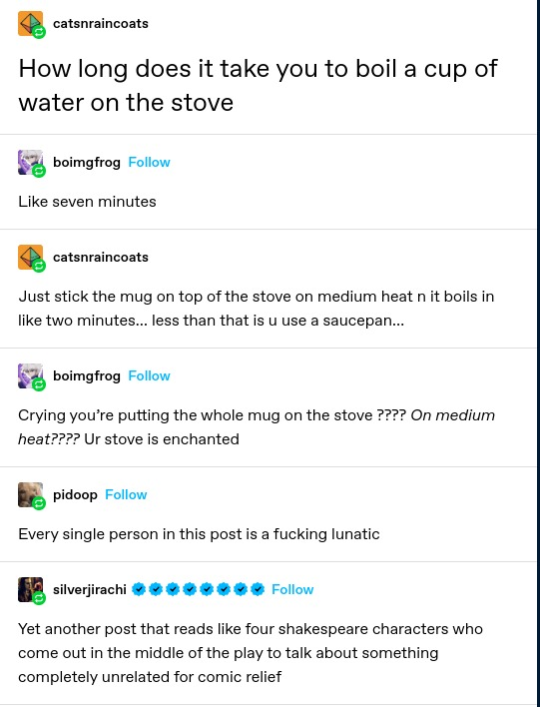 catsnraincoats
How long does it take you to boil a cup of
water on the stove
boimgfrog Follow
Like seven minutes
catsnraincoats
Just stick the mug on top of the stove on medium heat n it boils in
like two minutes... less than that is u use a saucepan...
boimgfrog Follow
Crying you're putting the whole mug on the stove ???? On medium
heat???? Ur stove is enchanted
pidoop Follow
Every single person in this post is a fucking lunatic
silverjirachi Follow
Yet another post that reads like four shakespeare characters who
come out in the middle of the play to talk about something
completely unrelated for comic relief